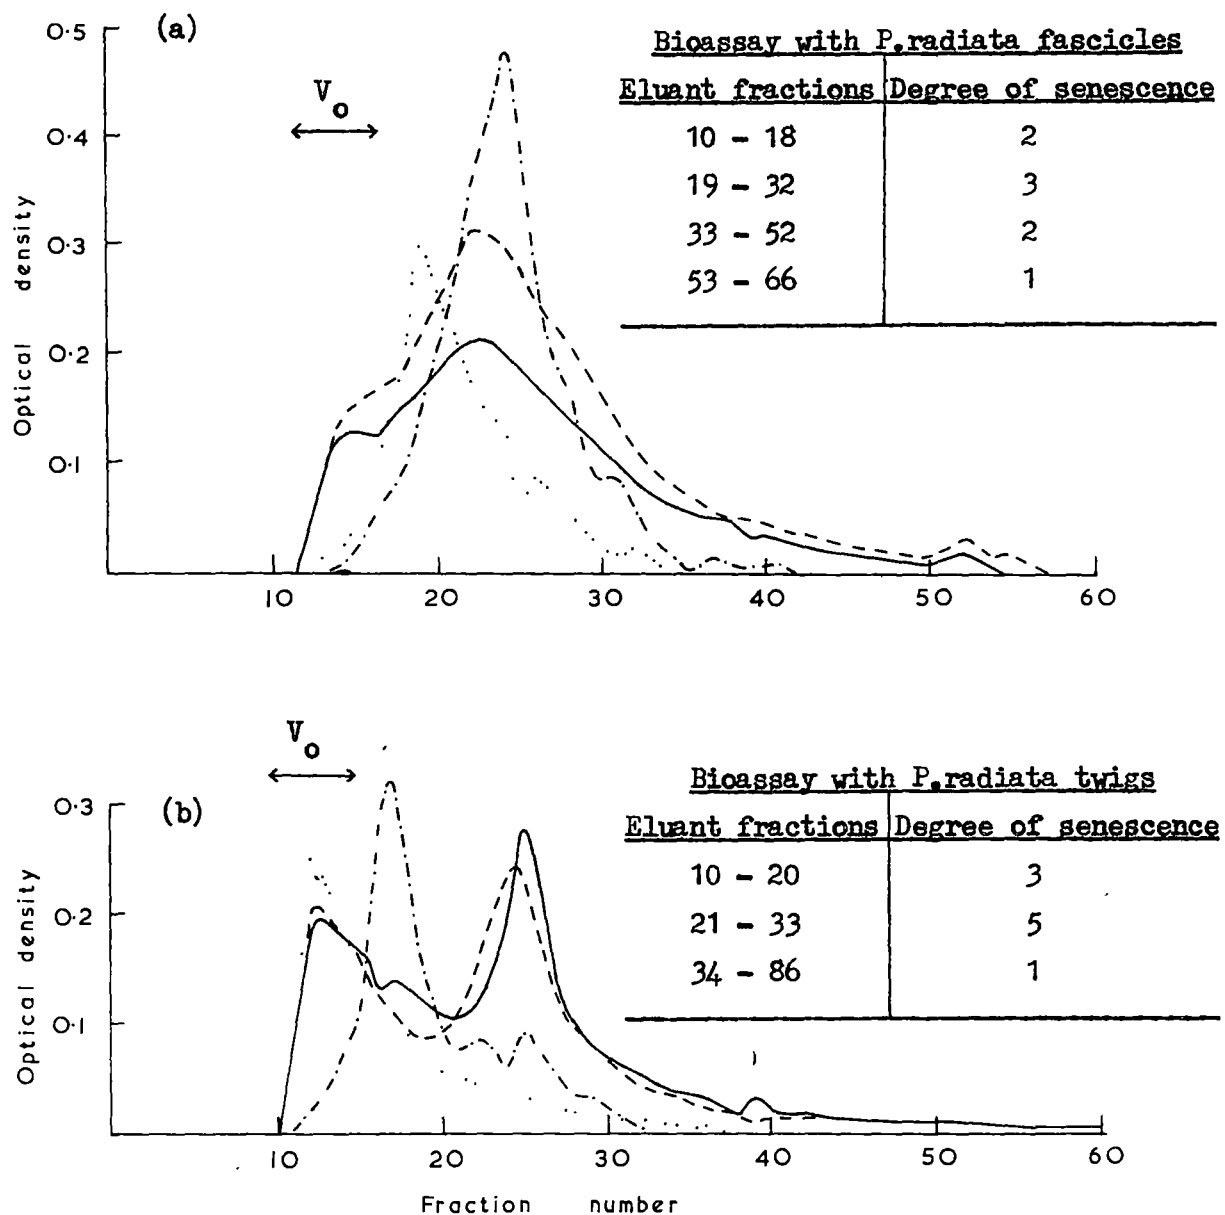 (a)
0·5
0·4
0·3
0·2
0·1
Optical density
Vo
Bioassay with P.radiata fascicles
Eluant fractions Degree of senescence
10 - 18 2
19 - 32 3
33 - 52 2
53 - 66 1
10 20 30 40 50 60
(b)
0·3
0·2
0·1
Optical density
Vo
Bioassay with P.radiata twigs
Eluant fractions Degree of senescence
10 - 20 3
21 - 33 5
34 - 86 1
10 20 30 40 50 60
Fraction number